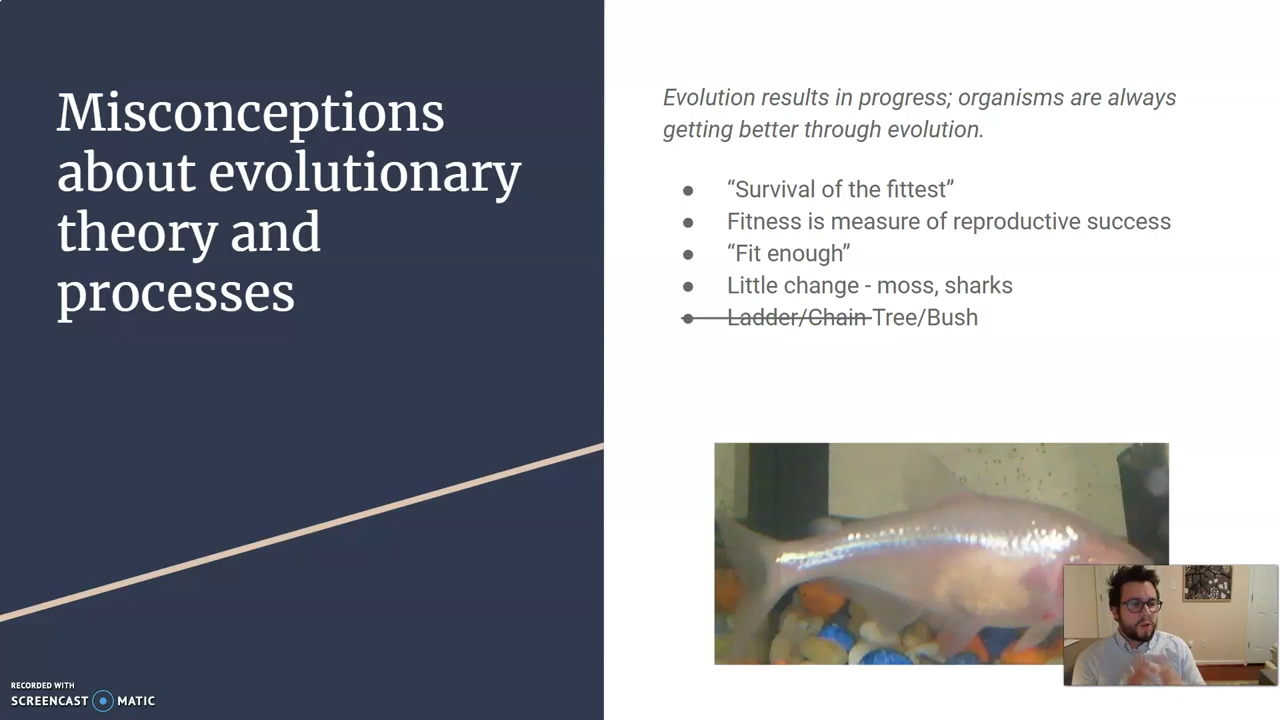 Misconceptions
about evolutionary
theory and
processes
Evolution results in progress; organisms are always
getting better through evolution.
● “Survival of the fittest”
● Fitness is measure of reproductive success
● “Fit enough”
● Little change - moss, sharks
● Ladder/Chain Tree/Bush
RECORDED WITH
SCREENCAST MATIC